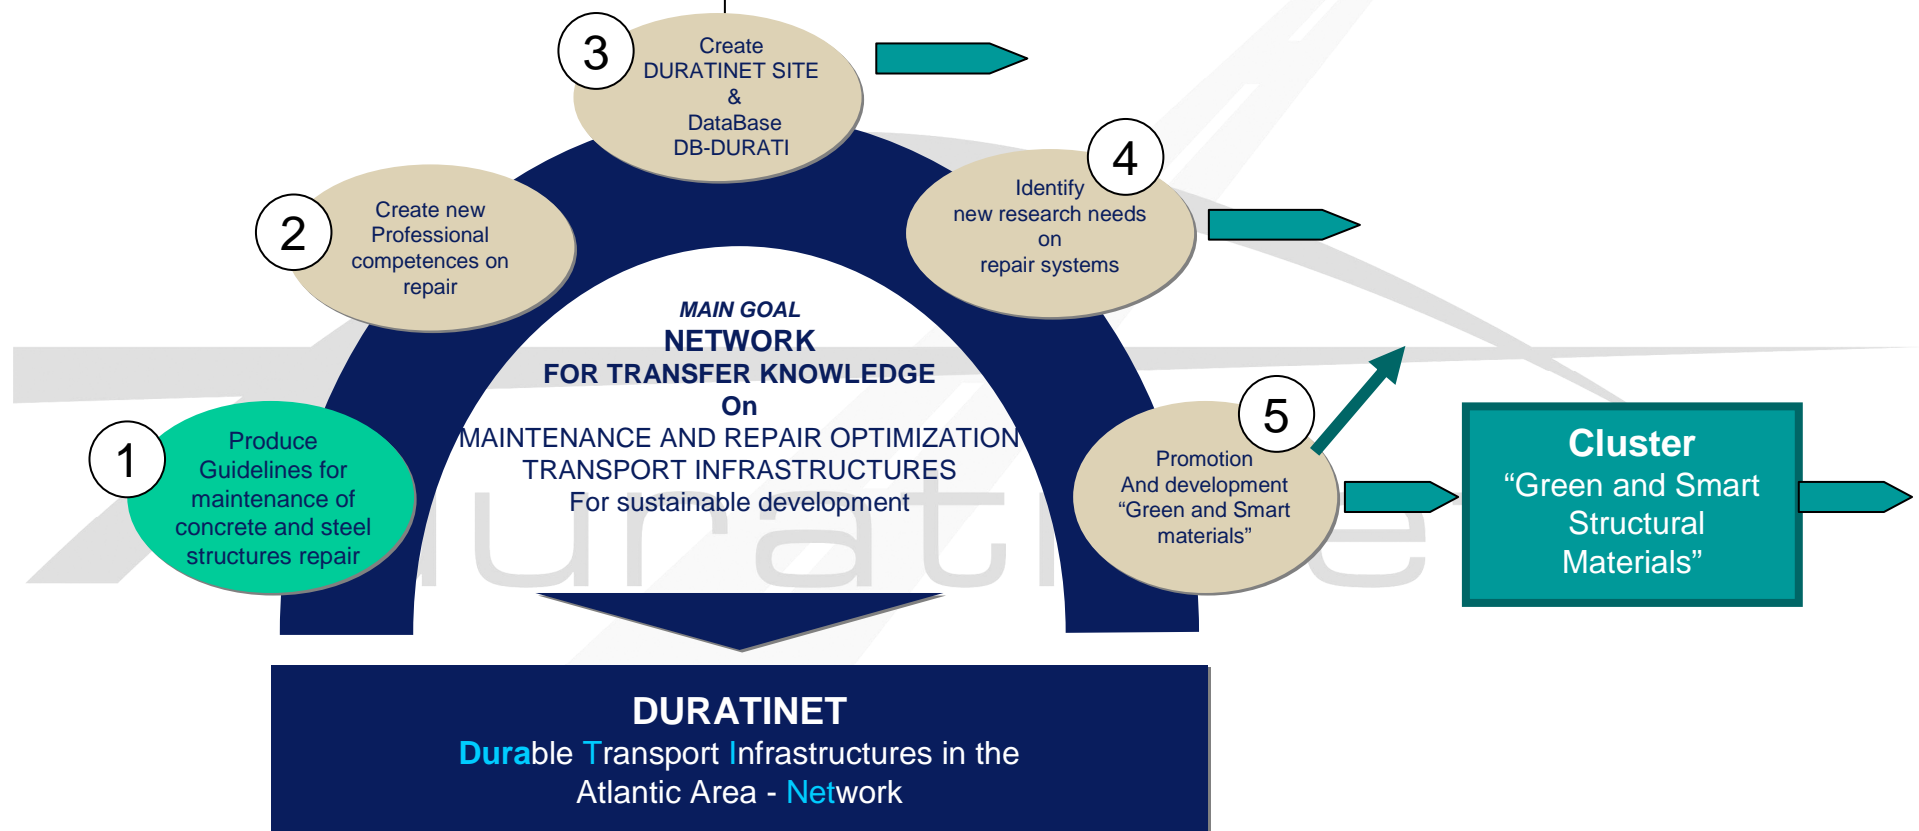 3
Create
DURATINET SITE
&
DataBase
DB-DURATI
4
Identify
new research needs
on
repair systems
2
Create new
Professional
competences on
repair
MAIN GOAL
NETWORK
FOR TRANSFER KNOWLEDGE
On
MAINTENANCE AND REPAIR OPTIMIZATION
TRANSPORT INFRASTRUCTURES
For sustainable development
1
Produce
Guidelines for
maintenance of
concrete and steel
structures repair
5
Promotion
And development
“Green and Smart
materials”
Cluster
“Green and Smart
Structural
Materials”
DURATINET
Durable Transport Infrastructures in the
Atlantic Area - Network